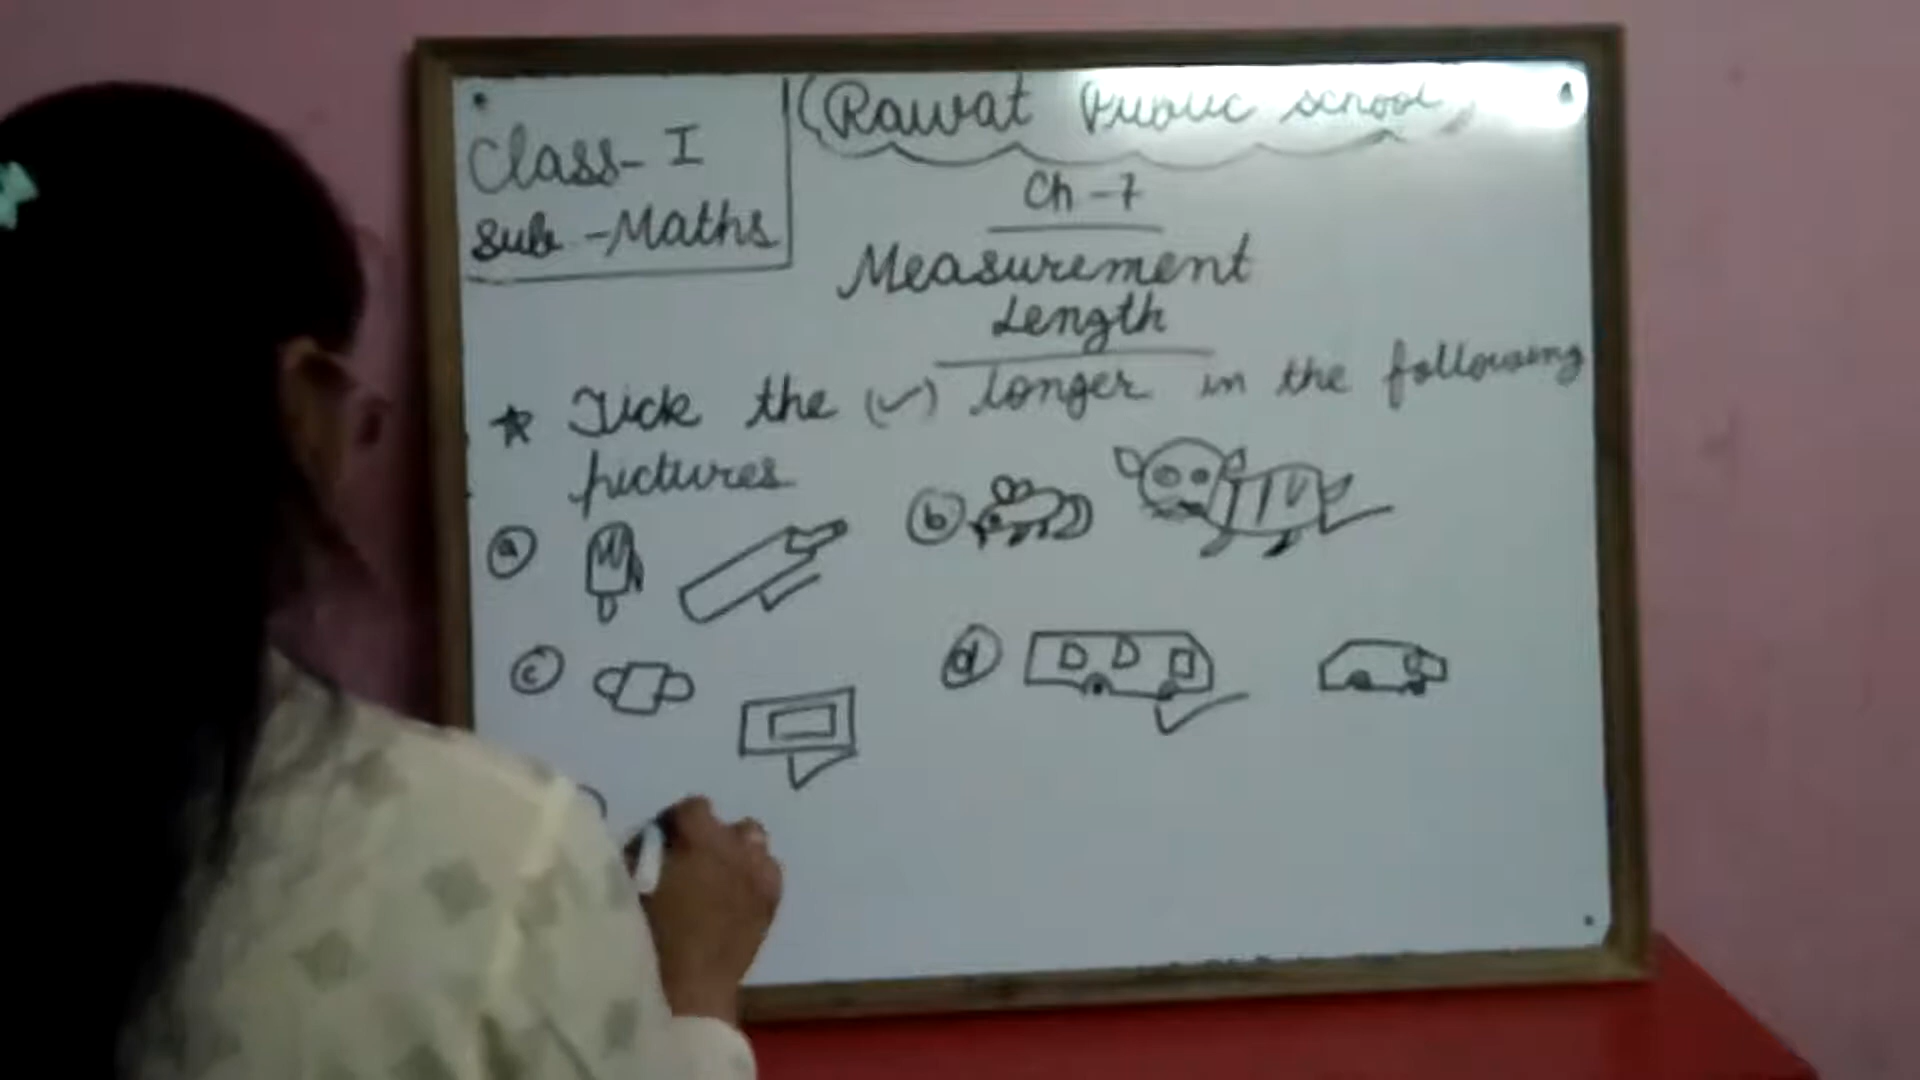 Class - I
Sub - Maths
Rawat Public school
Ch - 7
Measurement
Length
★ Tick the (✓) longer in the following
pictures
ⓐ
ⓑ
ⓒ
ⓓ